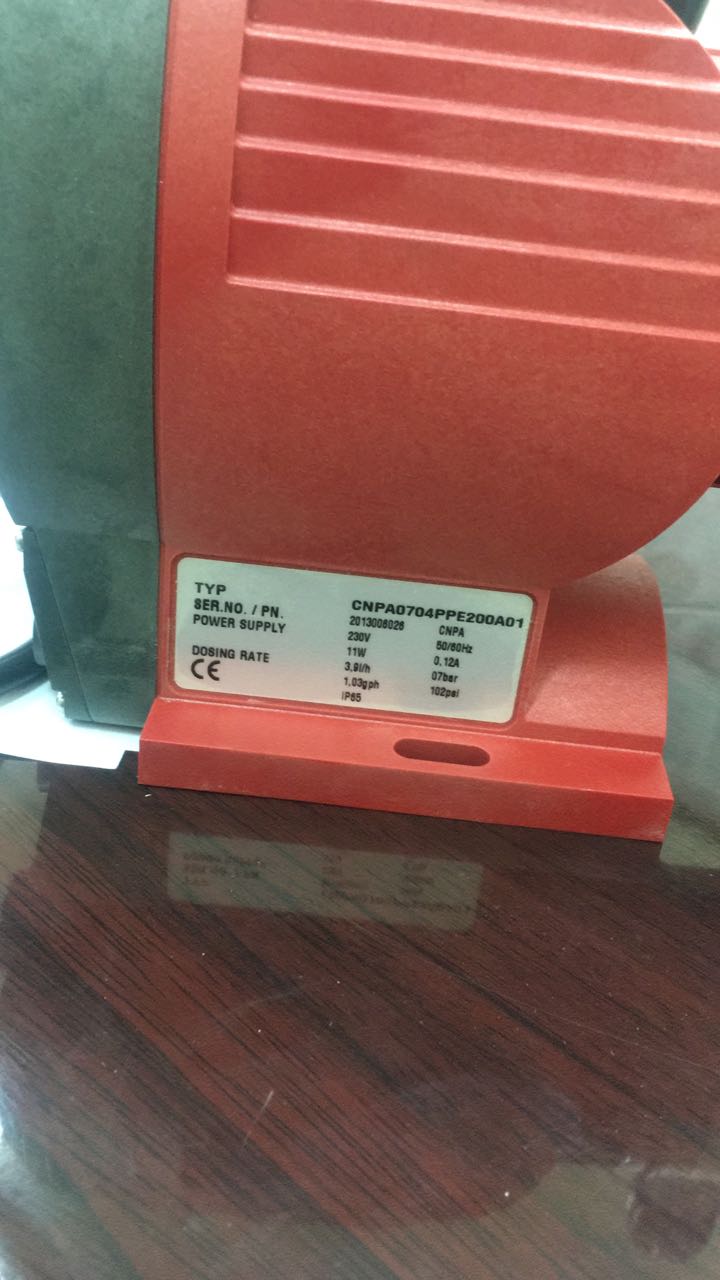 TYP CNPA0704PPE200A01
SER.NO. / PN. 2013008026 CNPA
POWER SUPPLY 230V 50/60Hz
11W 0,12A
DOSING RATE 3,9l/h 07bar
1,03gph 102psi
CE IP65